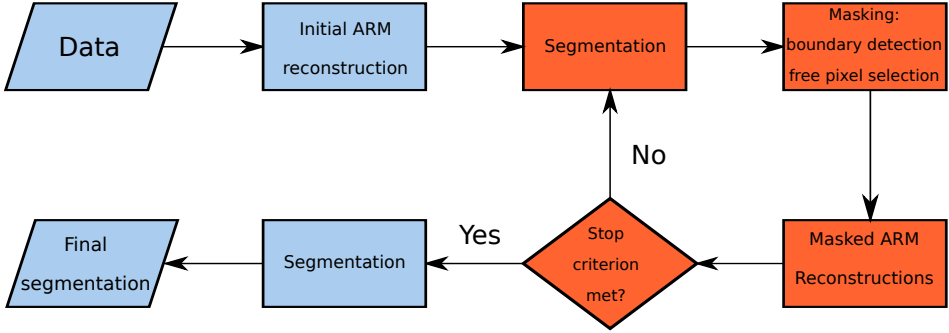 Data
Initial ARM
reconstruction
Segmentation
Masking:
boundary detection
free pixel selection
Masked ARM
Reconstructions
Stop
criterion
met?
No
Yes
Segmentation
Final
segmentation